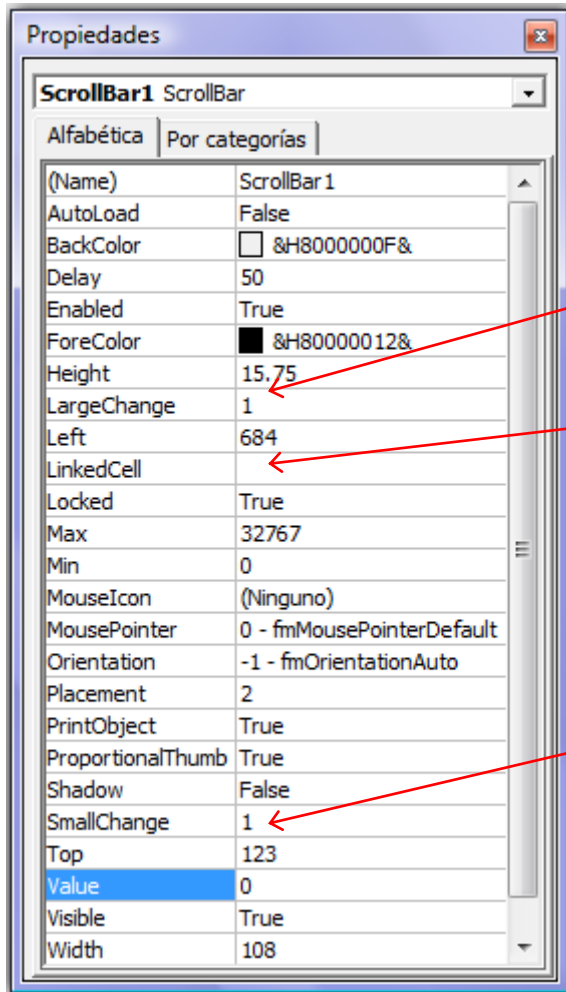 Propiedades
ScrollBar1 ScrollBar
Alfabética Por categorías
(Name) ScrollBar1
AutoLoad False
BackColor &H8000000F&
Delay 50
Enabled True
ForeColor &H80000012&
Height 15.75
LargeChange 1
Left 684
LinkedCell
Locked True
Max 32767
Min 0
MouseIcon (Ninguno)
MousePointer 0 - fmMousePointerDefault
Orientation -1 - fmOrientationAuto
Placement 2
PrintObject True
ProportionalThumb True
Shadow False
SmallChange 1
Top 123
Value 0
Visible True
Width 108